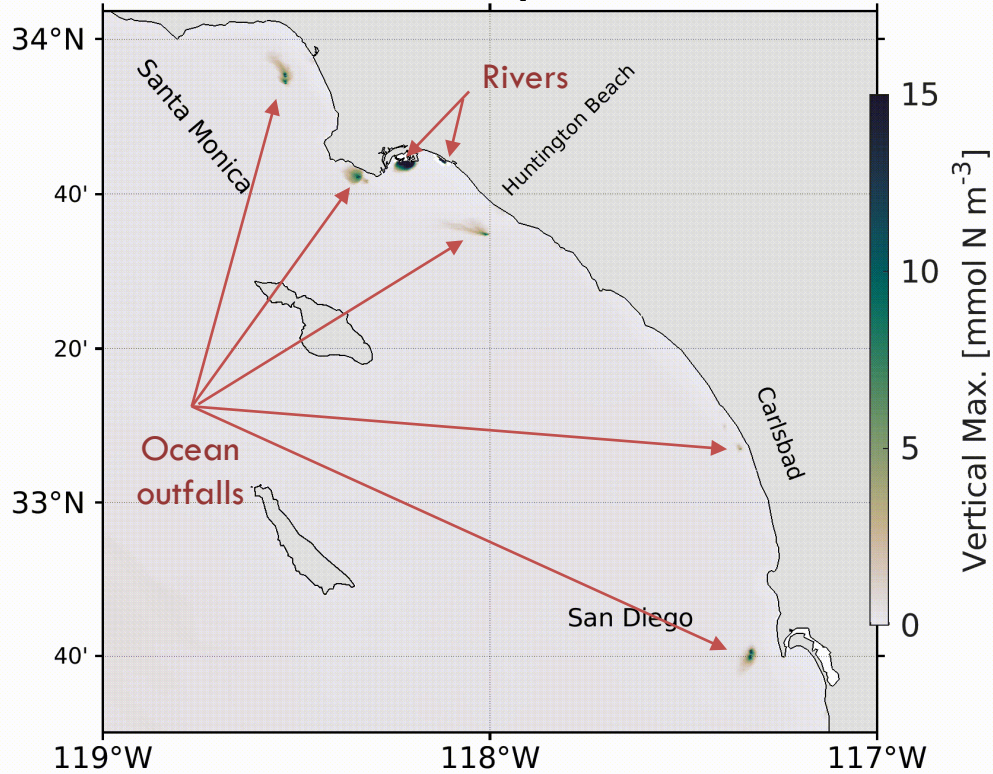 34°N
Santa Monica
Rivers
Huntington Beach
15
40'
10
20'
Carlsbad
5
Ocean
outfalls
33°N
Vertical Max. [mmol N m⁻³]
San Diego
0
40'
119°W
118°W
117°W